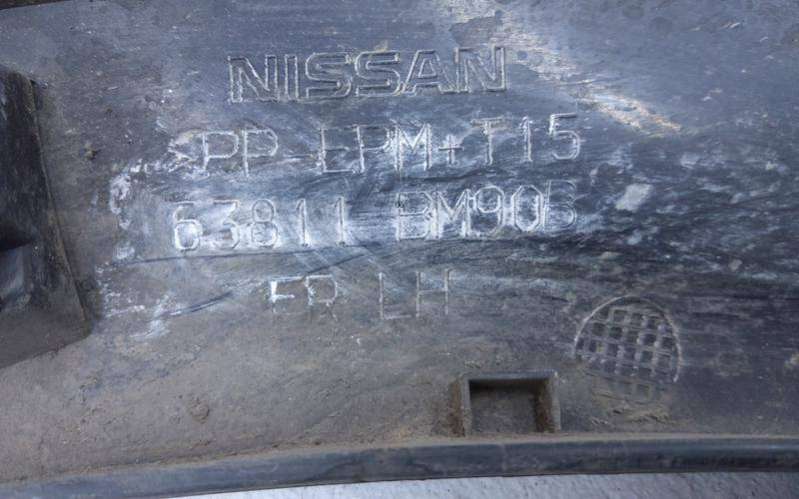 NISSAN
>PP-EPM+T15
63811 BM905
FR LH